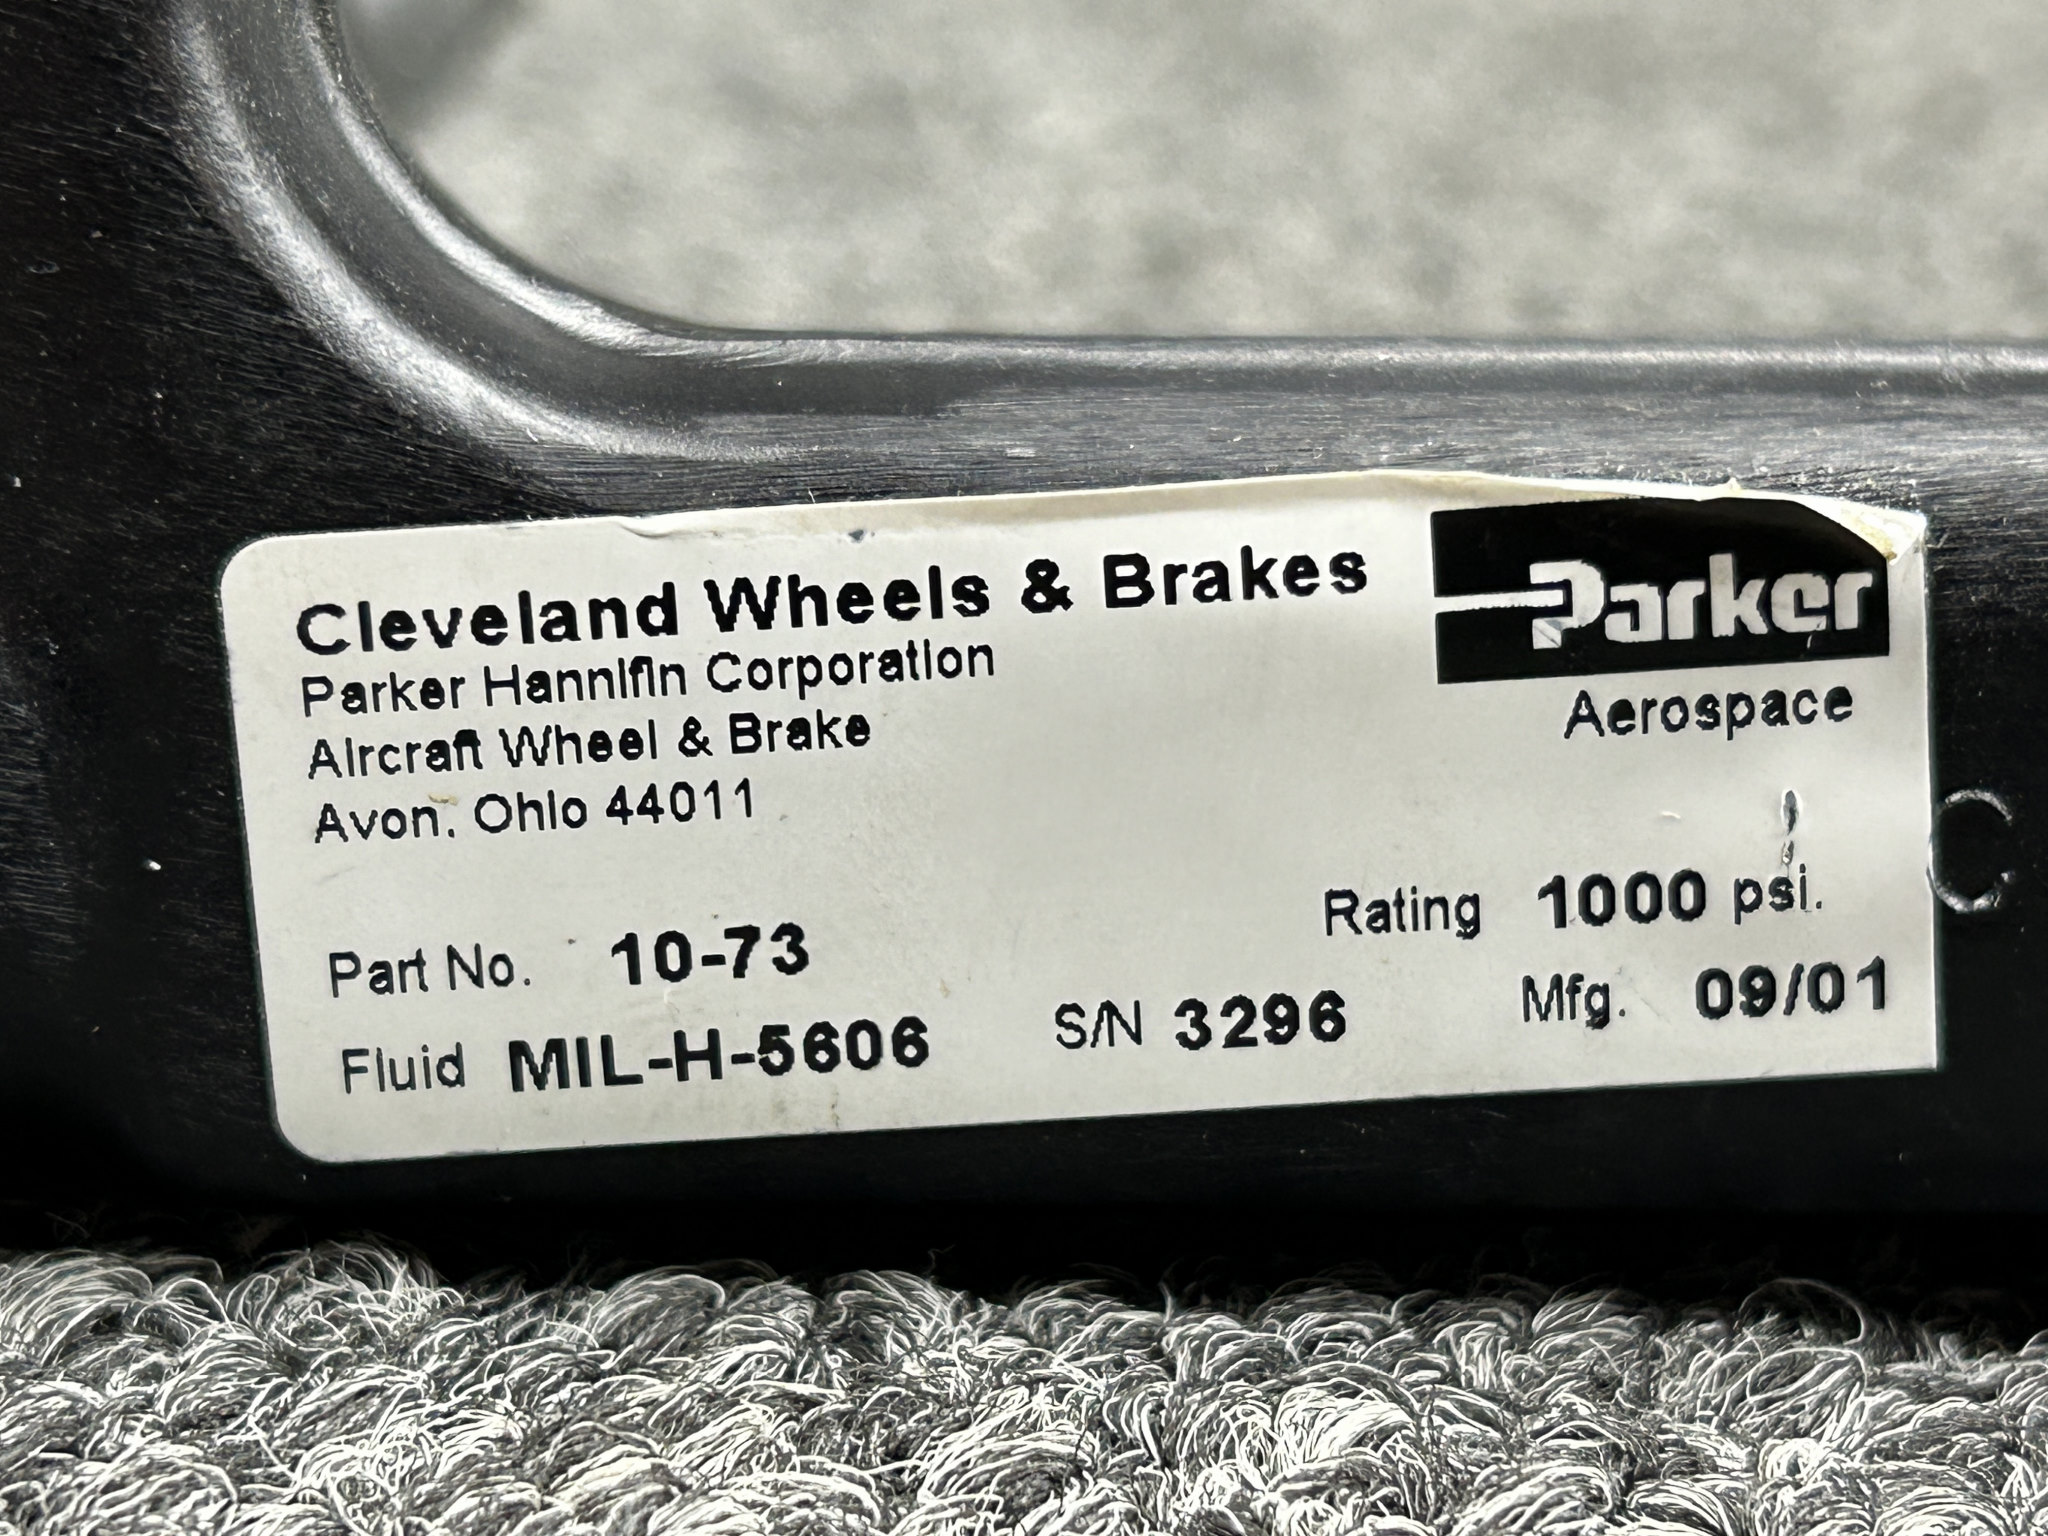 Cleveland Wheels & Brakes
Parker Hannifin Corporation
Aircraft Wheel & Brake
Avon, Ohio 44011
Parker
Aerospace
Rating 1000 psi.
Part No. 10-73
Mfg. 09/01
Fluid MIL-H-5606
S/N 3296
C